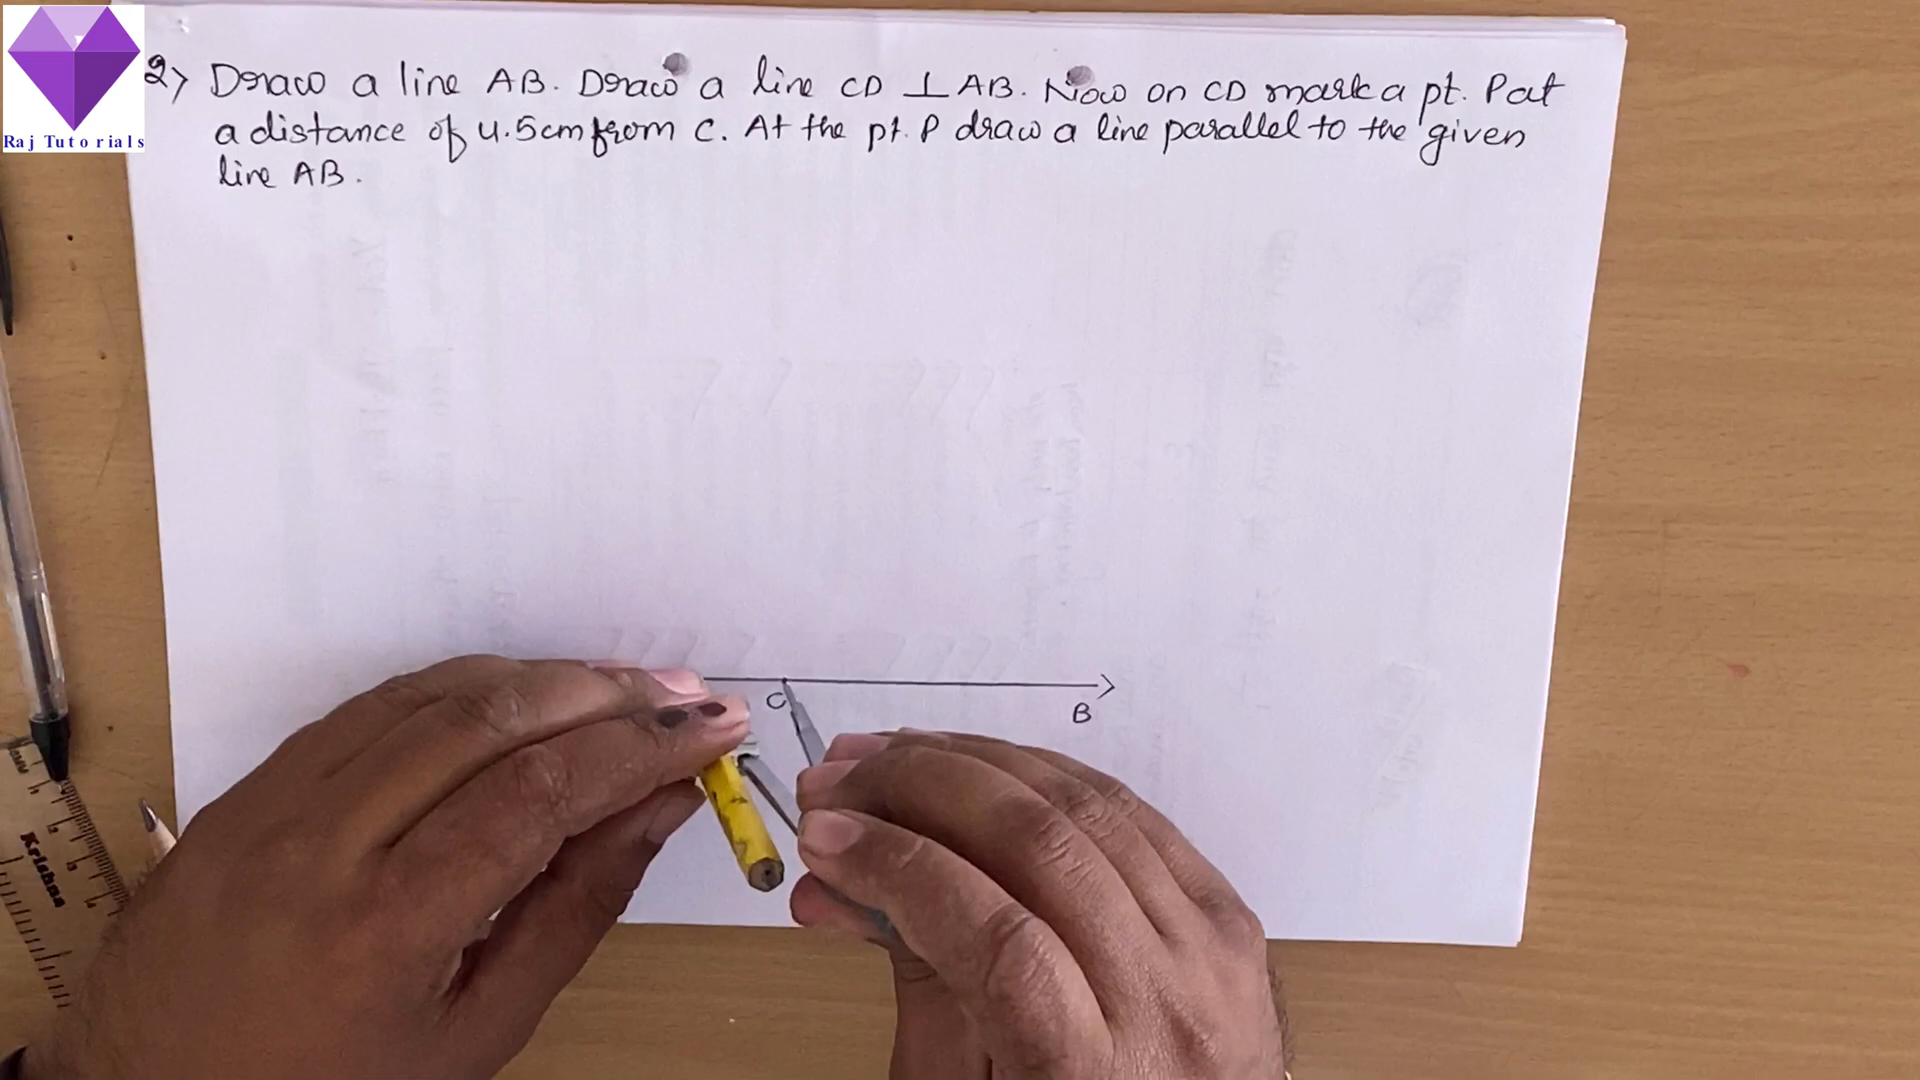 2) Draw a line AB. Draw a line CD ⊥ AB. Now on CD mark a pt. P at
a distance of 4.5cm from C. At the pt. P draw a line parallel to the given
line AB.
Raj Tutorials
C
B
Krishna